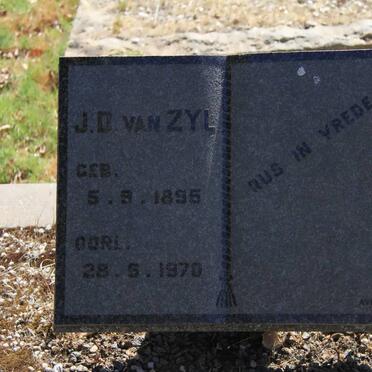 J.D. VAN ZYL
GEB.
5.9.1895
OORL.
28.5.1970
RUS IN VREDE